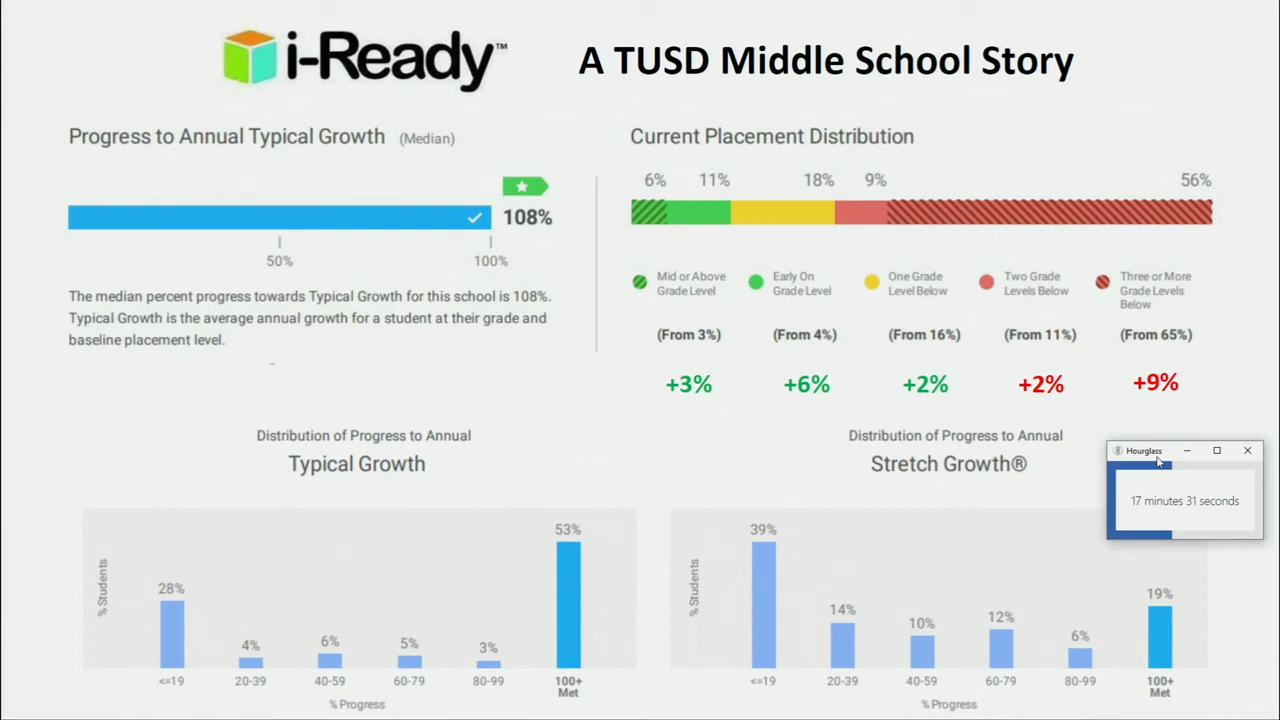 i-Ready™
A TUSD Middle School Story
Progress to Annual Typical Growth (Median)
108%
50%
100%
The median percent progress towards Typical Growth for this school is 108%.
Typical Growth is the average annual growth for a student at their grade and
baseline placement level.
Current Placement Distribution
6% 11% 18% 9% 56%
Mid or Above
Grade Level
(From 3%)
+3%
Early On
Grade Level
(From 4%)
+6%
One Grade
Level Below
(From 16%)
+2%
Two Grade
Levels Below
(From 11%)
+2%
Three or More
Grade Levels
Below
(From 65%)
+9%
Distribution of Progress to Annual
Typical Growth
% Students
28% 4% 6% 5% 3% 53%
<=19 20-39 40-59 60-79 80-99 100+
Met
% Progress
Distribution of Progress to Annual
Stretch Growth®
% Students
39% 14% 10% 12% 6% 19%
<=19 20-39 40-59 60-79 80-99 100+
Met
% Progress
Hourglass
17 minutes 31 seconds